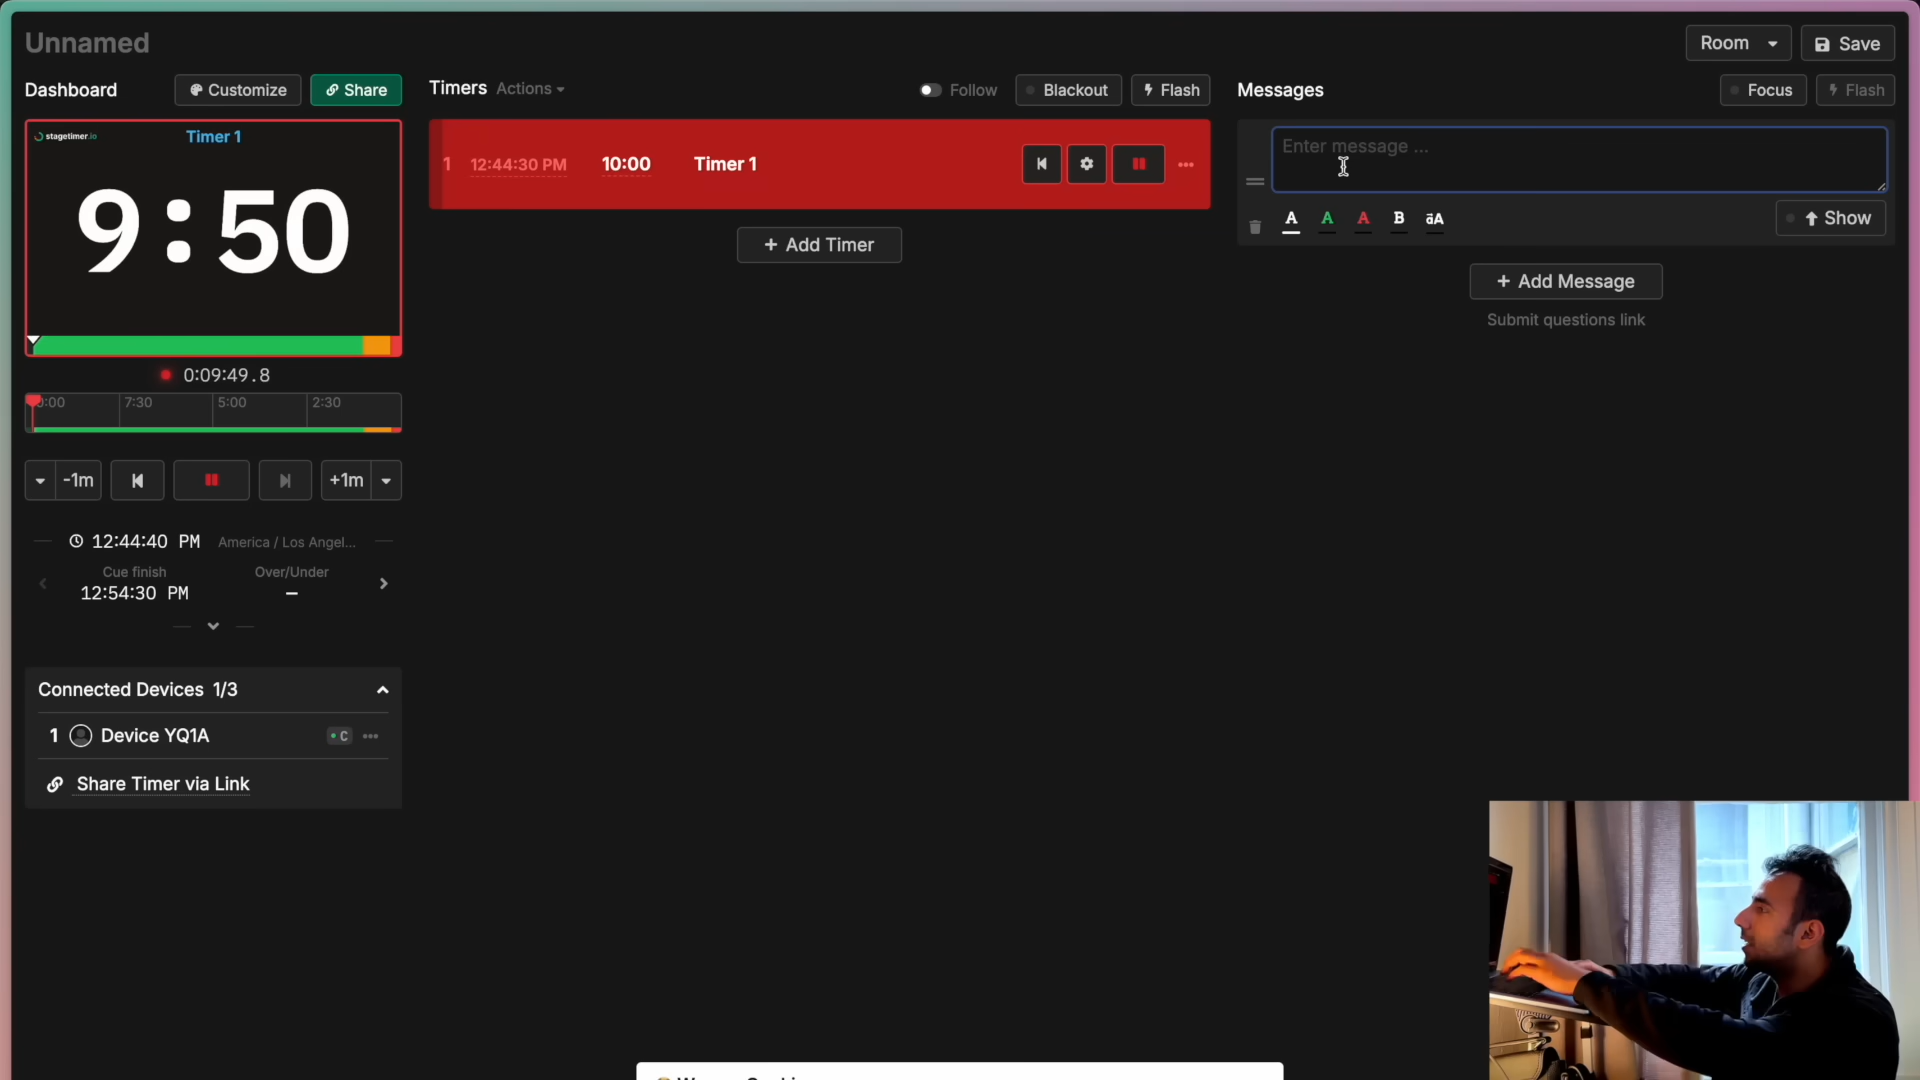 Unnamed
Room
Save
Dashboard
Customize
Share
Timers
Actions
Follow
Blackout
Flash
Messages
Focus
Flash
stagetimer.io
Timer 1
9:50
0:09:49.8
7:30
5:00
2:30
-1m
+1m
12:44:40 PM
America / Los Angel...
Cue finish
Over/Under
12:54:30 PM
–
Connected Devices 1/3
1 Device YQ1A
C
Share Timer via Link
1 12:44:30 PM 10:00 Timer 1
+ Add Timer
Enter message ...
A A A B āA
Show
+ Add Message
Submit questions link